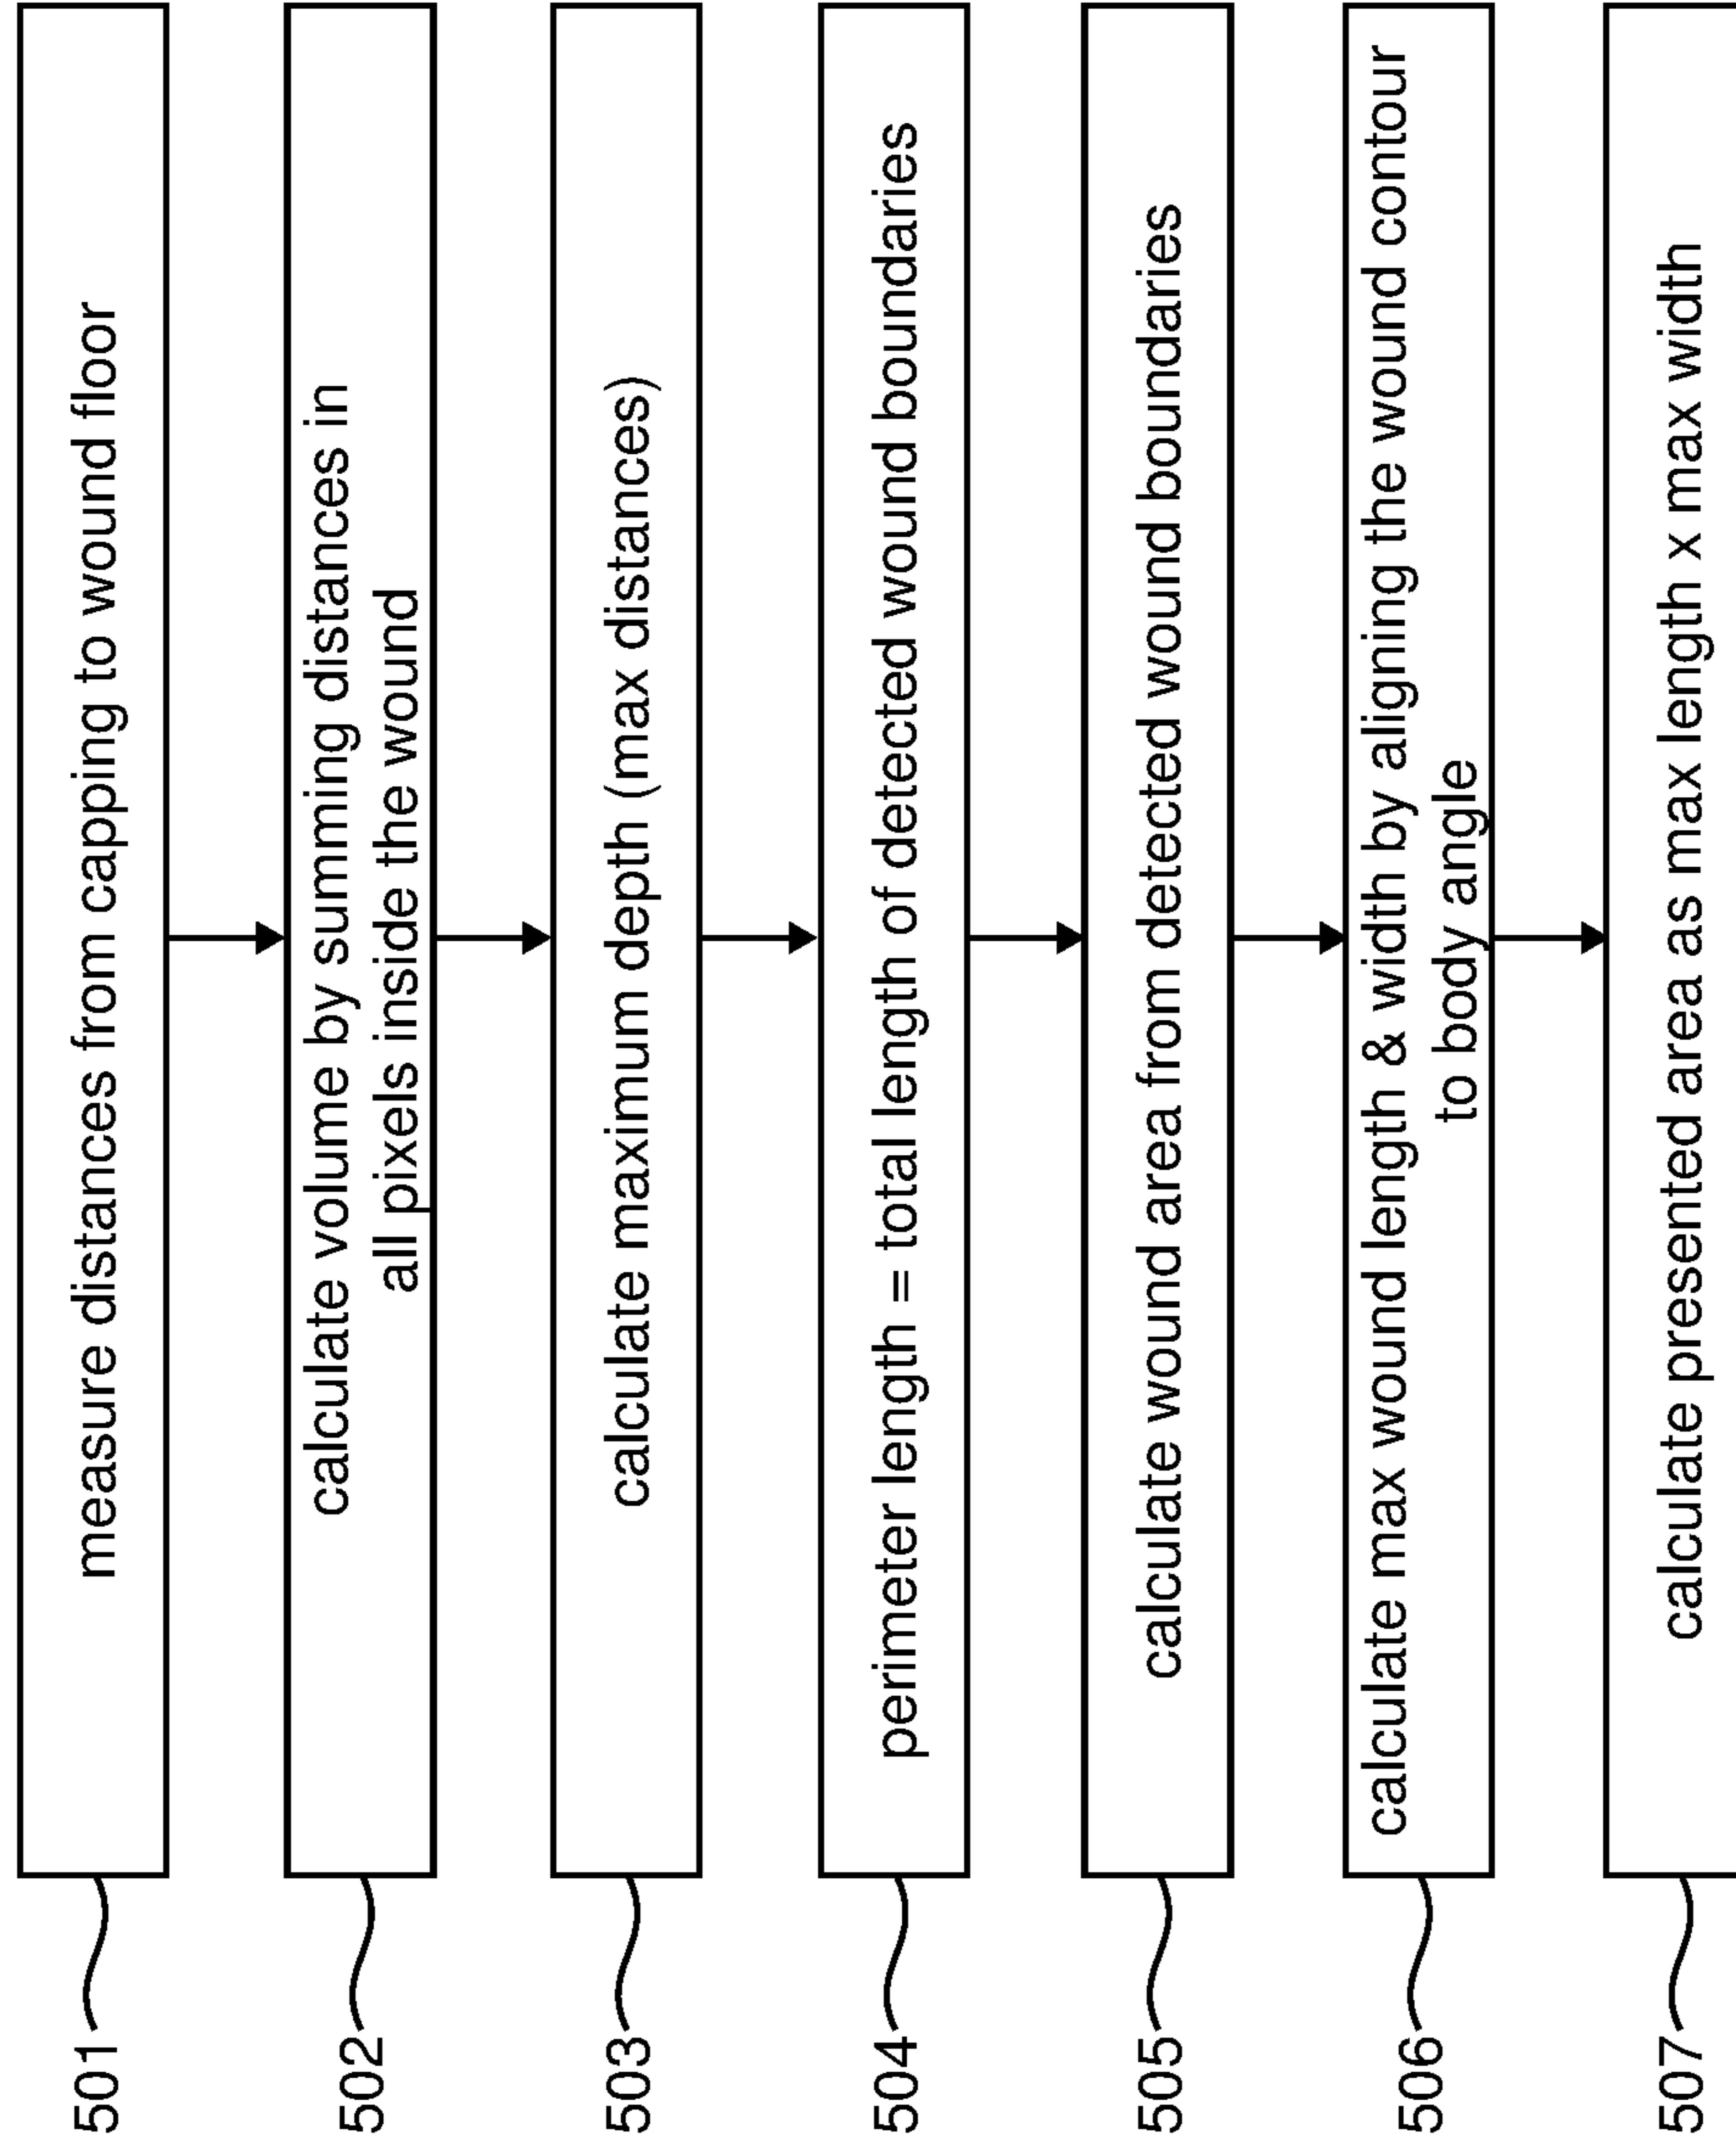 501
measure distances from capping to wound floor
502
calculate volume by summing distances in
all pixels inside the wound
503
calculate maximum depth (max distances)
504
perimeter length = total length of detected wound boundaries
505
calculate wound area from detected wound boundaries
506
calculate max wound length & width by aligning the wound contour
to body angle
507
calculate presented area as max length x max width